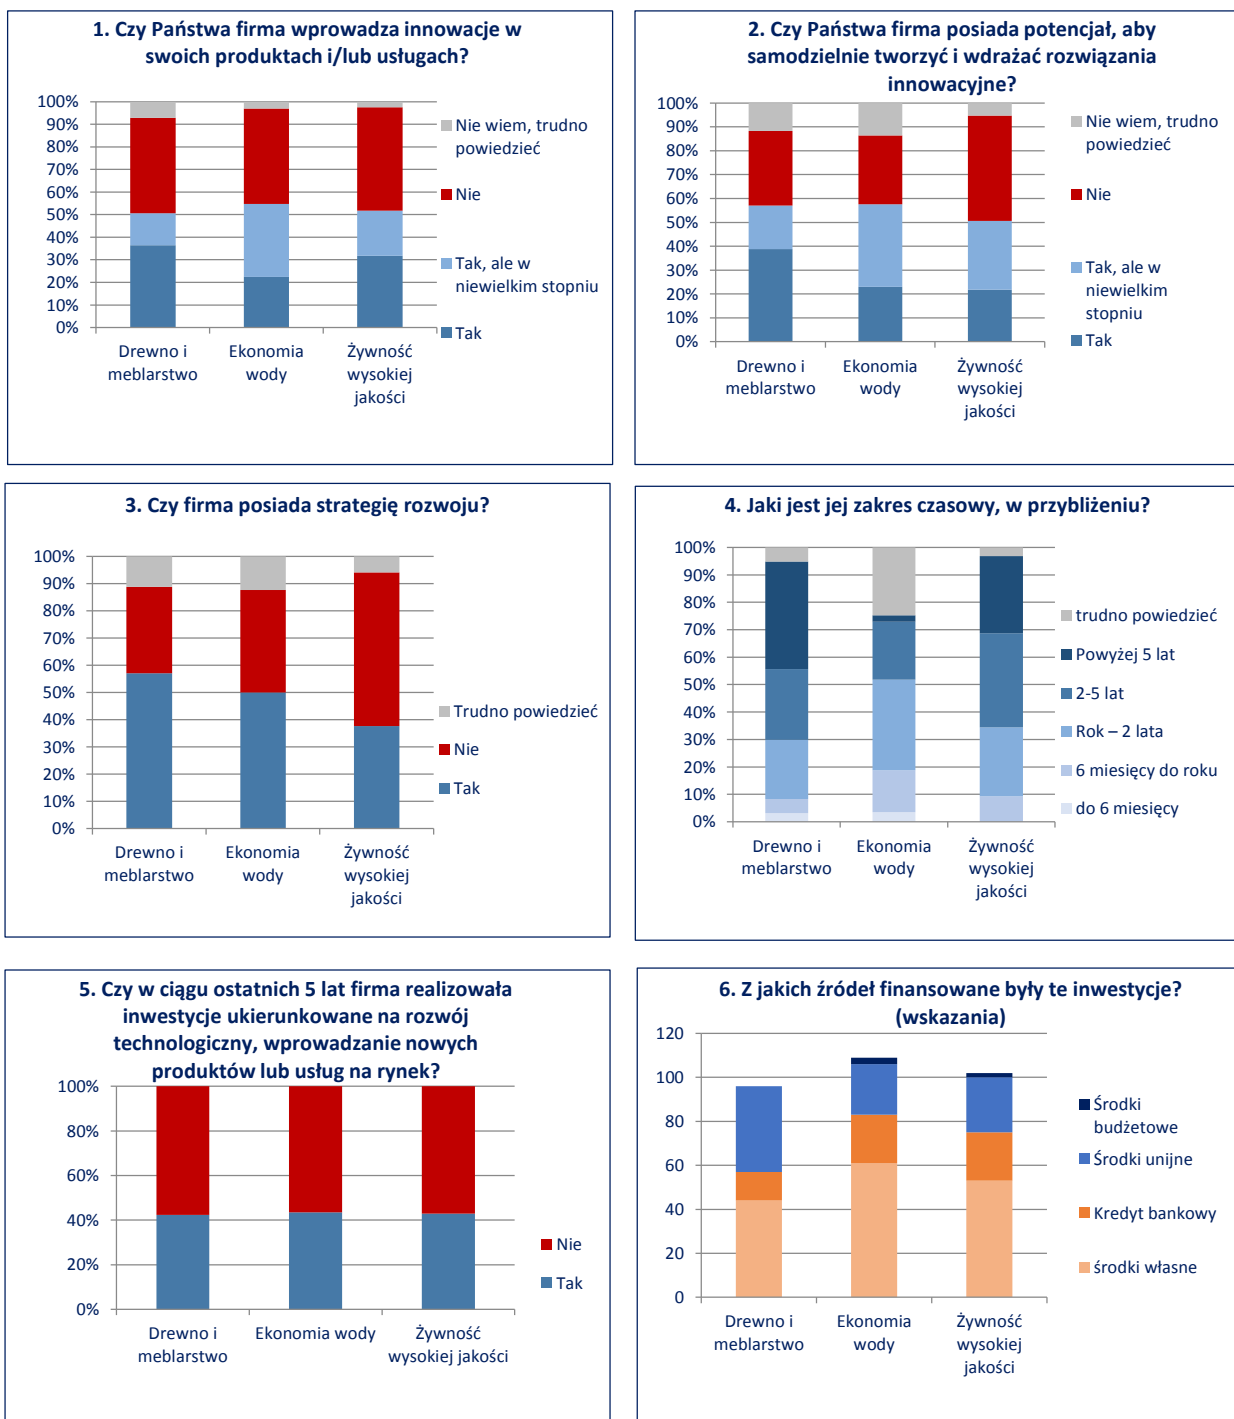 1. Czy Państwa firma wprowadza innowacje w
swoich produktach i/lub usługach?
100%
90%
80%
70%
60%
50%
40%
30%
20%
10%
0%
Drewno i
meblarstwo
Ekonomia
wody
Żywność
wysokiej
jakości
Nie wiem, trudno
powiedzieć
Nie
Tak, ale w
niewielkim stopniu
Tak
2. Czy Państwa firma posiada potencjał, aby
samodzielnie tworzyć i wdrażać rozwiązania
innowacyjne?
100%
90%
80%
70%
60%
50%
40%
30%
20%
10%
0%
Drewno i
meblarstwo
Ekonomia
wody
Żywność
wysokiej
jakości
Nie wiem, trudno
powiedzieć
Nie
Tak, ale w
niewielkim
stopniu
Tak
3. Czy firma posiada strategię rozwoju?
100%
90%
80%
70%
60%
50%
40%
30%
20%
10%
0%
Drewno i
meblarstwo
Ekonomia
wody
Żywność
wysokiej
jakości
Trudno powiedzieć
Nie
Tak
4. Jaki jest jej zakres czasowy, w przybliżeniu?
100%
90%
80%
70%
60%
50%
40%
30%
20%
10%
0%
Drewno i
meblarstwo
Ekonomia
wody
Żywność
wysokiej
jakości
trudno powiedzieć
Powyżej 5 lat
2-5 lat
Rok – 2 lata
6 miesięcy do roku
do 6 miesięcy
5. Czy w ciągu ostatnich 5 lat firma realizowała
inwestycje ukierunkowane na rozwój
technologiczny, wprowadzanie nowych
produktów lub usług na rynek?
100%
80%
60%
40%
20%
0%
Drewno i
meblarstwo
Ekonomia wody
Żywność
wysokiej jakości
Nie
Tak
6. Z jakich źródeł finansowane były te inwestycje?
(wskazania)
120
100
80
60
40
20
0
Drewno i
meblarstwo
Ekonomia
wody
Żywność
wysokiej
jakości
Środki
budżetowe
Środki unijne
Kredyt bankowy
środki własne